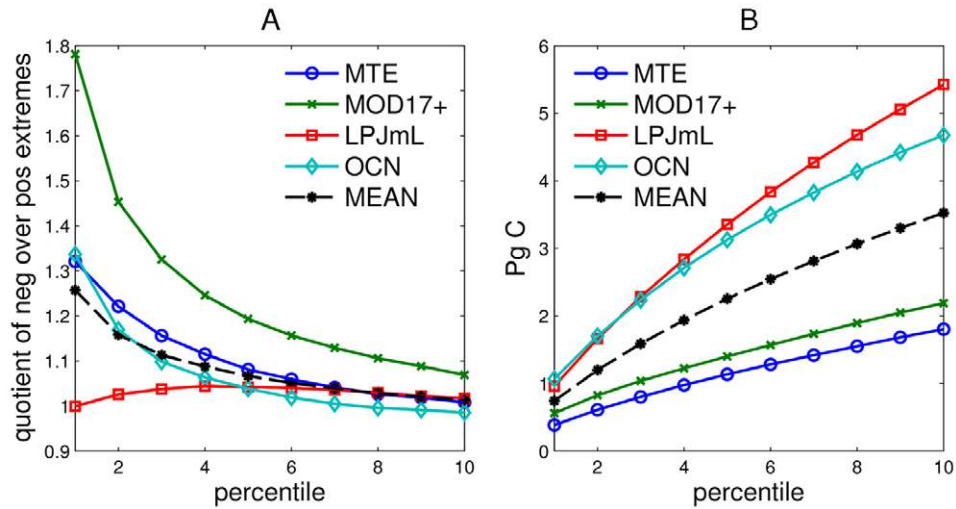 A
quotient of neg over pos extremes
1.8
1.7
1.6
1.5
1.4
1.3
1.2
1.1
1
0.9
MTE
MOD17+
LPJmL
OCN
MEAN
2
4
6
8
10
percentile
B
Pg C
6
5
4
3
2
1
0
MTE
MOD17+
LPJmL
OCN
MEAN
2
4
6
8
10
percentile